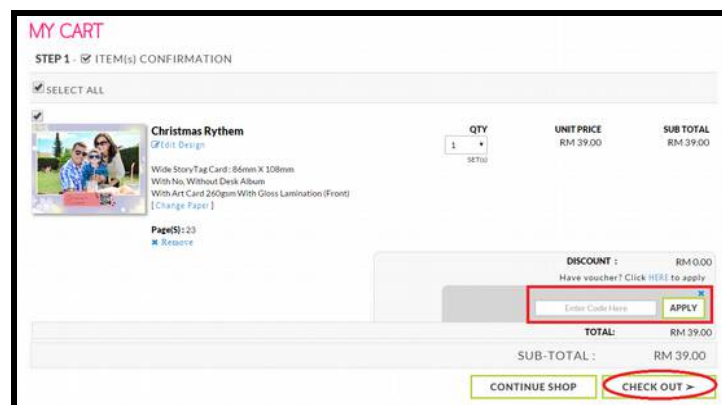 MY CART
STEP 1 - ITEM(s) CONFIRMATION
SELECT ALL
Christmas Rythem
Edit Design
Wide StoryTag Card : 86mm X 108mm
With No, Without Desk Album
With Art Card 260gsm With Gloss Lamination (Front)
[ Change Paper ]
Page(S) : 23
Remove
QTY
1
SET(s)
UNIT PRICE
RM 39.00
SUB TOTAL
RM 39.00
DISCOUNT : RM 0.00
Have voucher? Click HERE to apply
Enter Code Here APPLY
TOTAL: RM 39.00
SUB-TOTAL : RM 39.00
CONTINUE SHOP CHECK OUT ➢